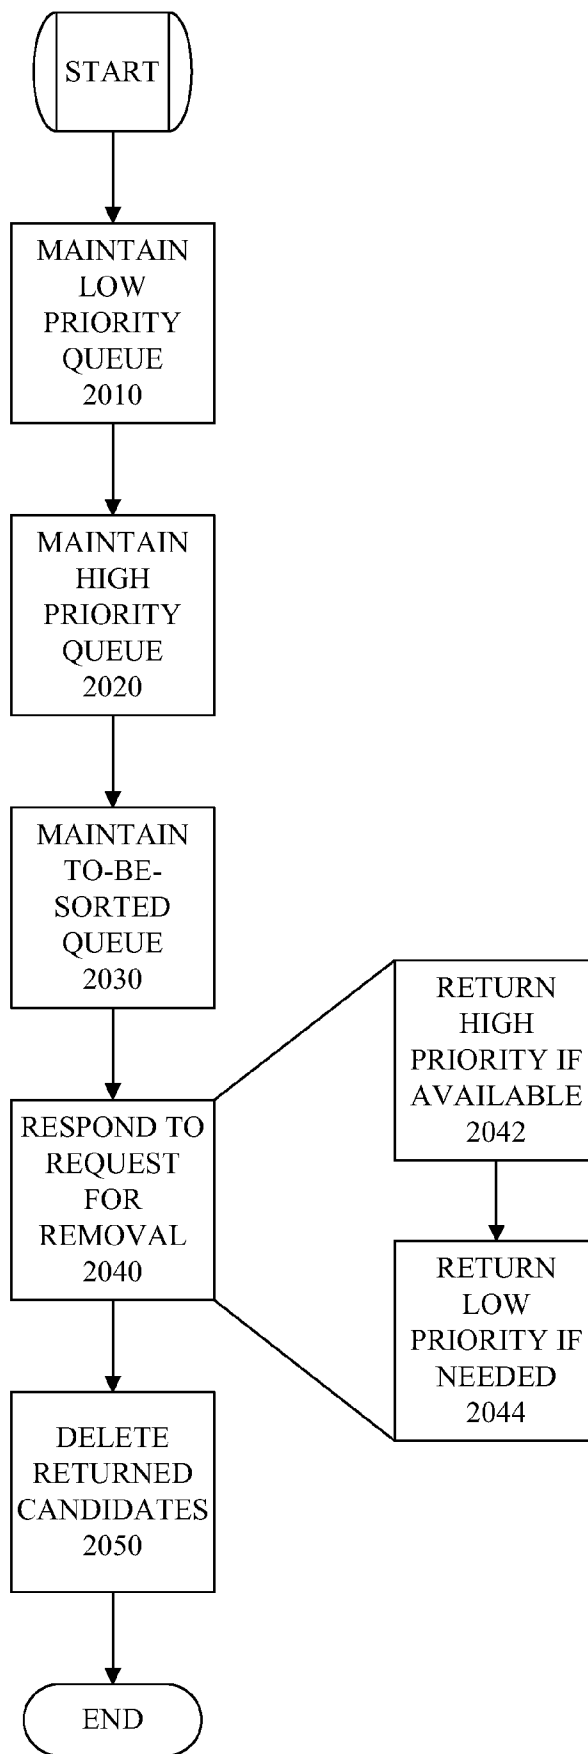 START
MAINTAIN
LOW
PRIORITY
QUEUE
2010
MAINTAIN
HIGH
PRIORITY
QUEUE
2020
MAINTAIN
TO-BE-
SORTED
QUEUE
2030
RESPOND TO
REQUEST
FOR
REMOVAL
2040
RETURN
HIGH
PRIORITY IF
AVAILABLE
2042
RETURN
LOW
PRIORITY IF
NEEDED
2044
DELETE
RETURNED
CANDIDATES
2050
END